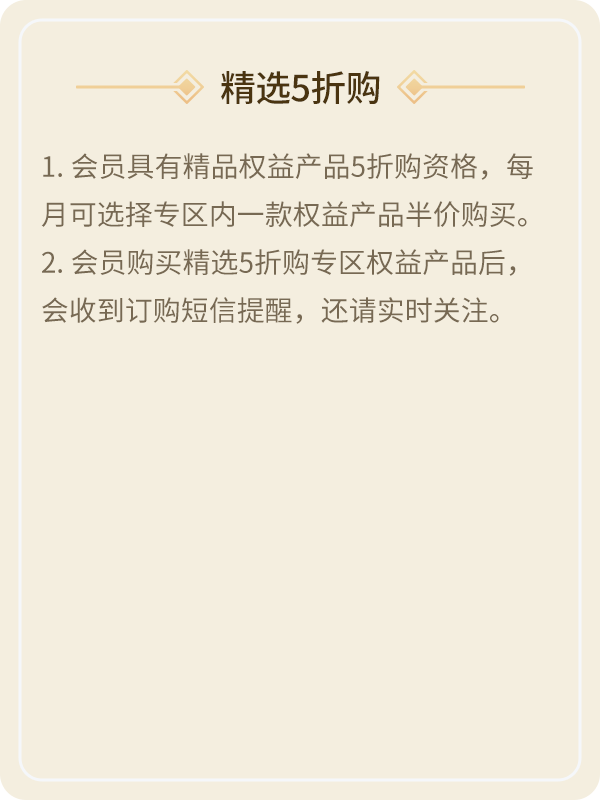 精选5折购
1. 会员具有精品权益产品5折购资格，每
月可选择专区内一款权益产品半价购买。
2. 会员购买精选5折购专区权益产品后，
会收到订购短信提醒，还请实时关注。